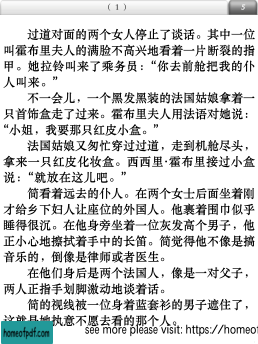 （1）
3
过道对面的两个女人停止了谈话。其中一位
叫霍布里夫人的满脸不高兴地看着一片断裂的指
甲。她拉铃叫来了乘务员：“你去前舱把我的仆
人叫来。”
不一会儿，一个黑发黑装的法国姑娘拿着一
只首饰盒走了过来。霍布里夫人用法语对她说：
“小姐，我要那只红皮小盒。”
法国姑娘又匆忙穿过过道，走到机舱尽头，
拿来一只红皮化妆盒。西西里·霍布里接过小盒
说：“就放在这儿吧。”
简看着远去的仆人。在两个女士后面坐着刚
才给乡下妇人让座位的外国人。他裹着围巾似乎
睡得很沉。在他身旁坐着一位灰发高个男子，他
正小心地擦拭着手中的长笛。简觉得他不像是搞
音乐的，倒像是律师或者医生。
在他们身后是两个法国人，像是一对父子，
两人正指手划脚激动地谈着话。
简的视线被一位身着蓝套衫的男子遮住了，
这就是她执意不愿去看的那个人。
homeofpdf.com
see more please visit: https://homeof